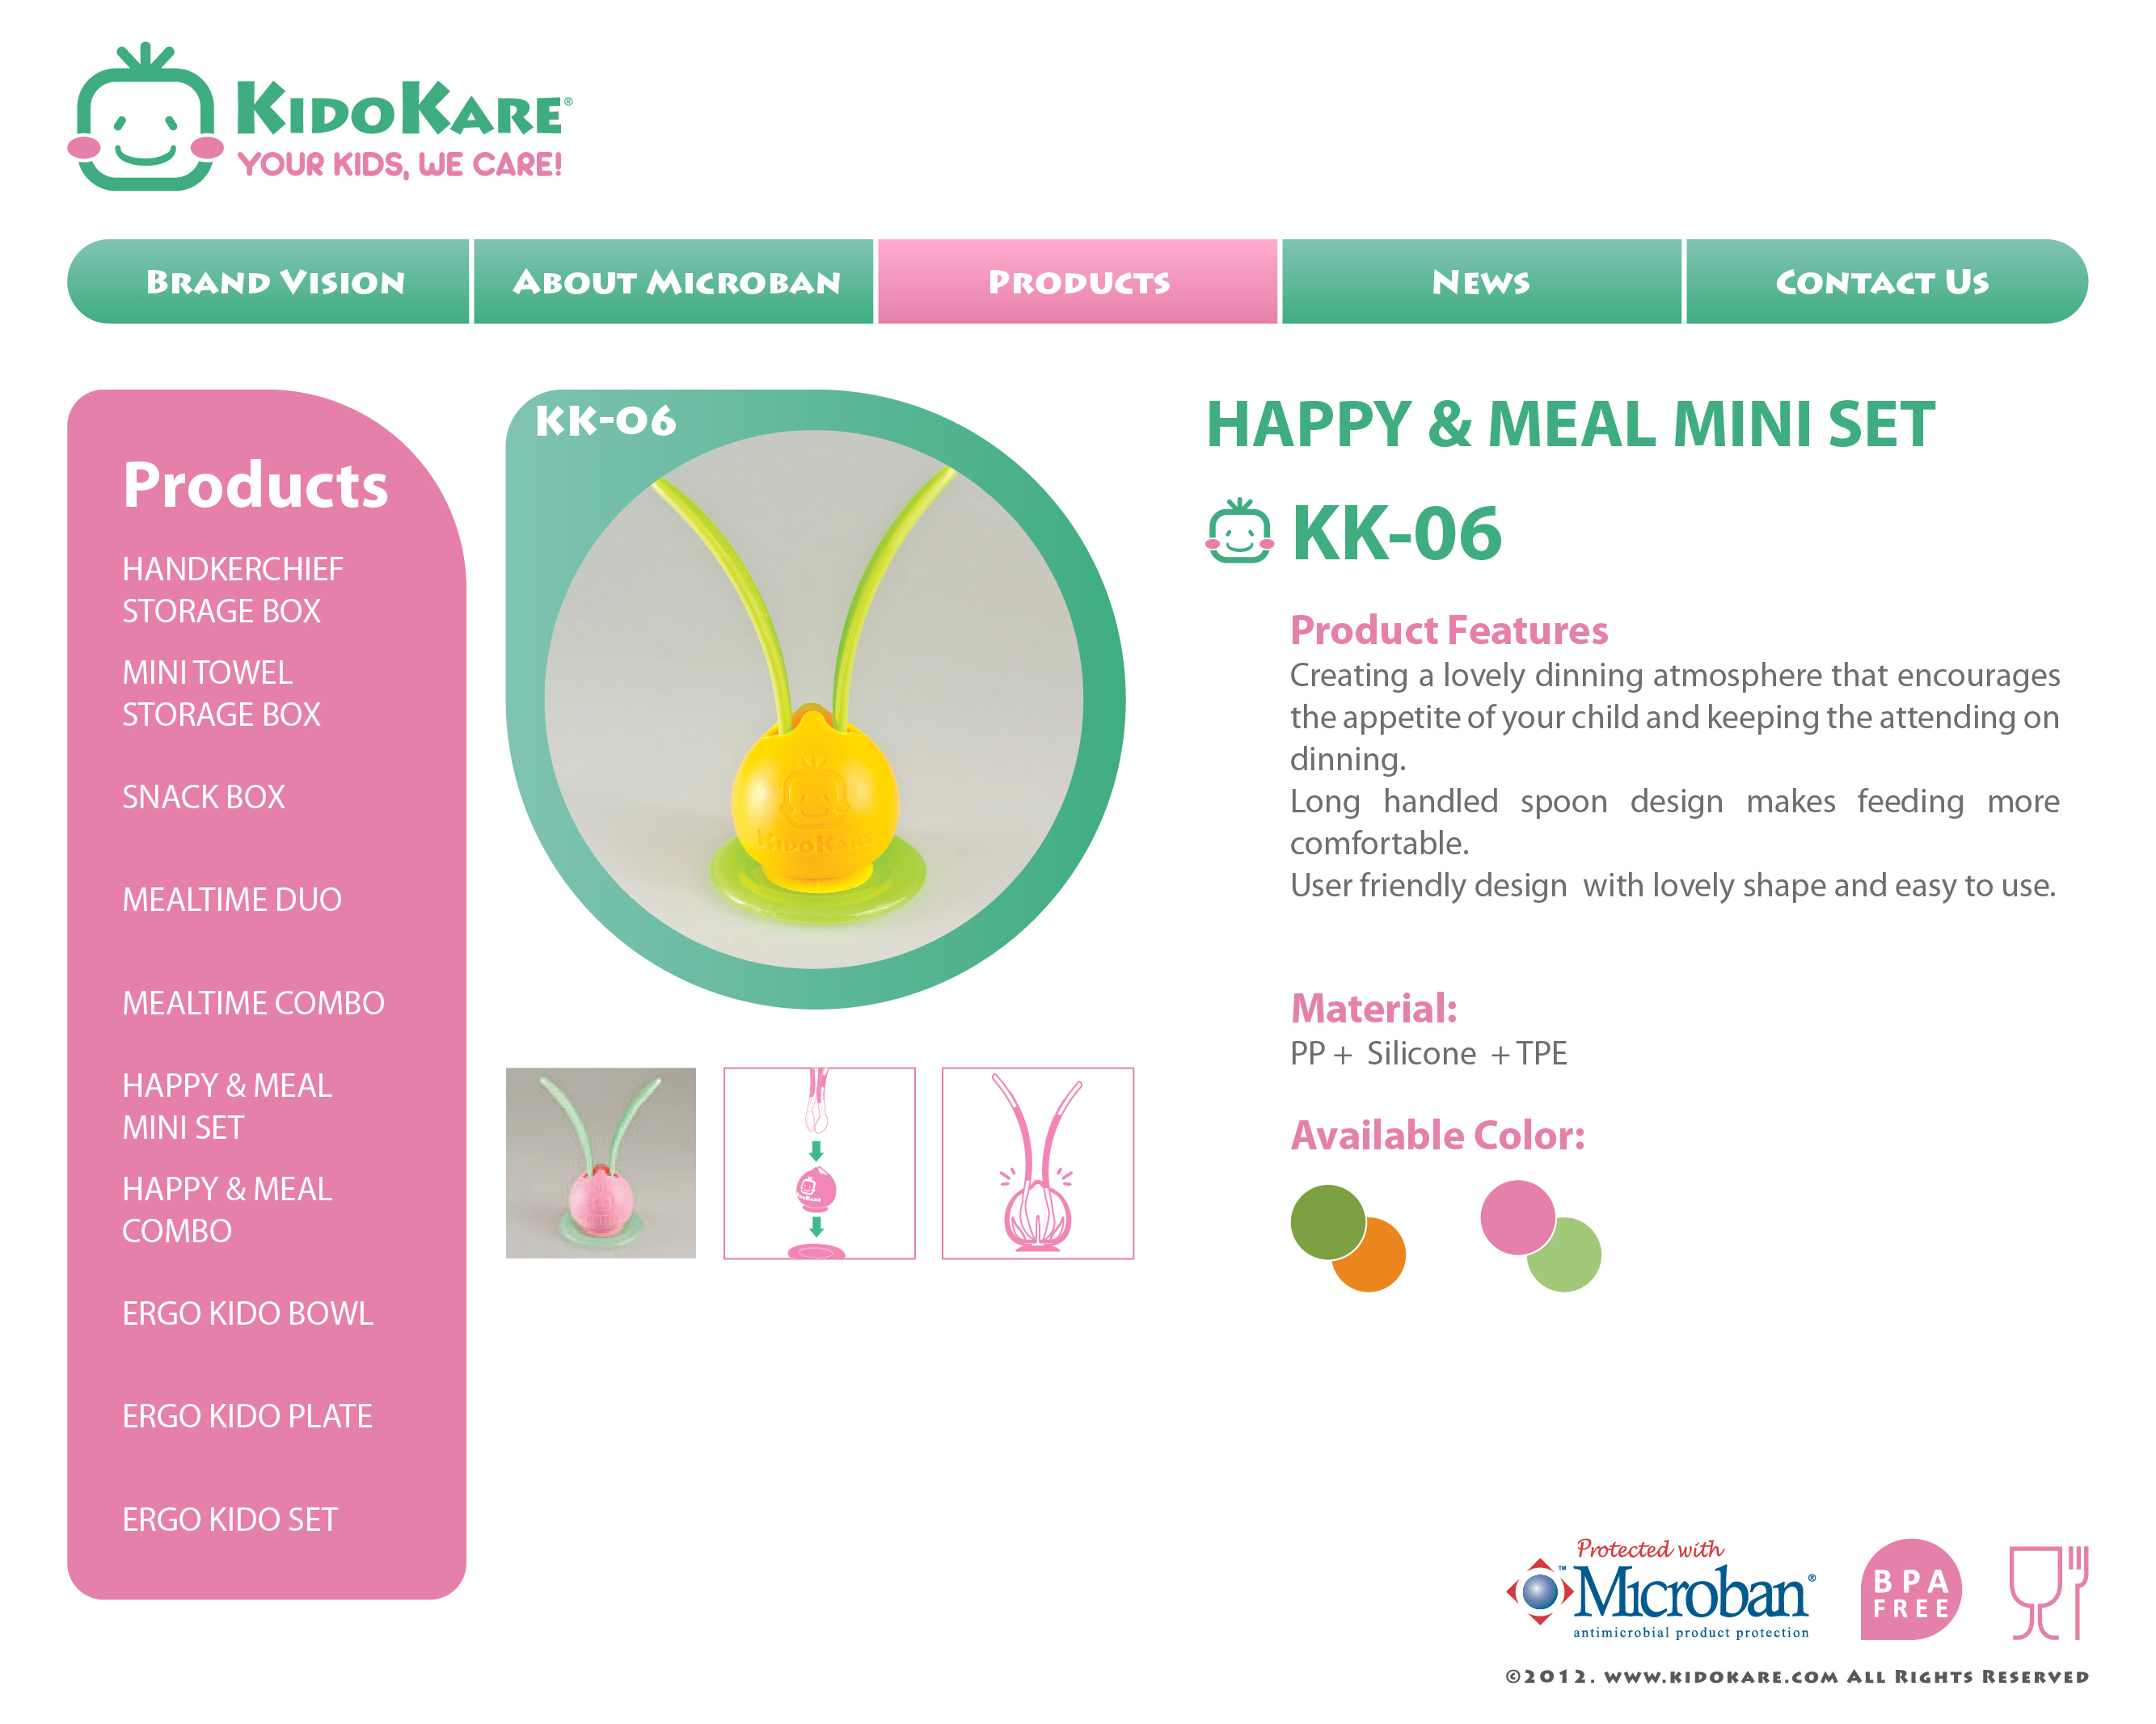 KIDOKARE®
YOUR KIDS, WE CARE!
BRAND VISION
ABOUT MICROBAN
PRODUCTS
NEWS
CONTACT US
Products
HANDKERCHIEF
STORAGE BOX
MINI TOWEL
STORAGE BOX
SNACK BOX
MEALTIME DUO
MEALTIME COMBO
HAPPY & MEAL
MINI SET
HAPPY & MEAL
COMBO
ERGO KIDO BOWL
ERGO KIDO PLATE
ERGO KIDO SET
KK-06
KIDOKARE
KIDOKARE
HAPPY & MEAL MINI SET
KK-06
Product Features
Creating a lovely dinning atmosphere that encourages
the appetite of your child and keeping the attending on
dinning.
Long handled spoon design makes feeding more
comfortable.
User friendly design with lovely shape and easy to use.
Material:
PP + Silicone + TPE
Available Color:
Protected with
™Microban®
antimicrobial product protection
BPA
FREE
©2012. WWW.KIDOKARE.COM ALL RIGHTS RESERVED